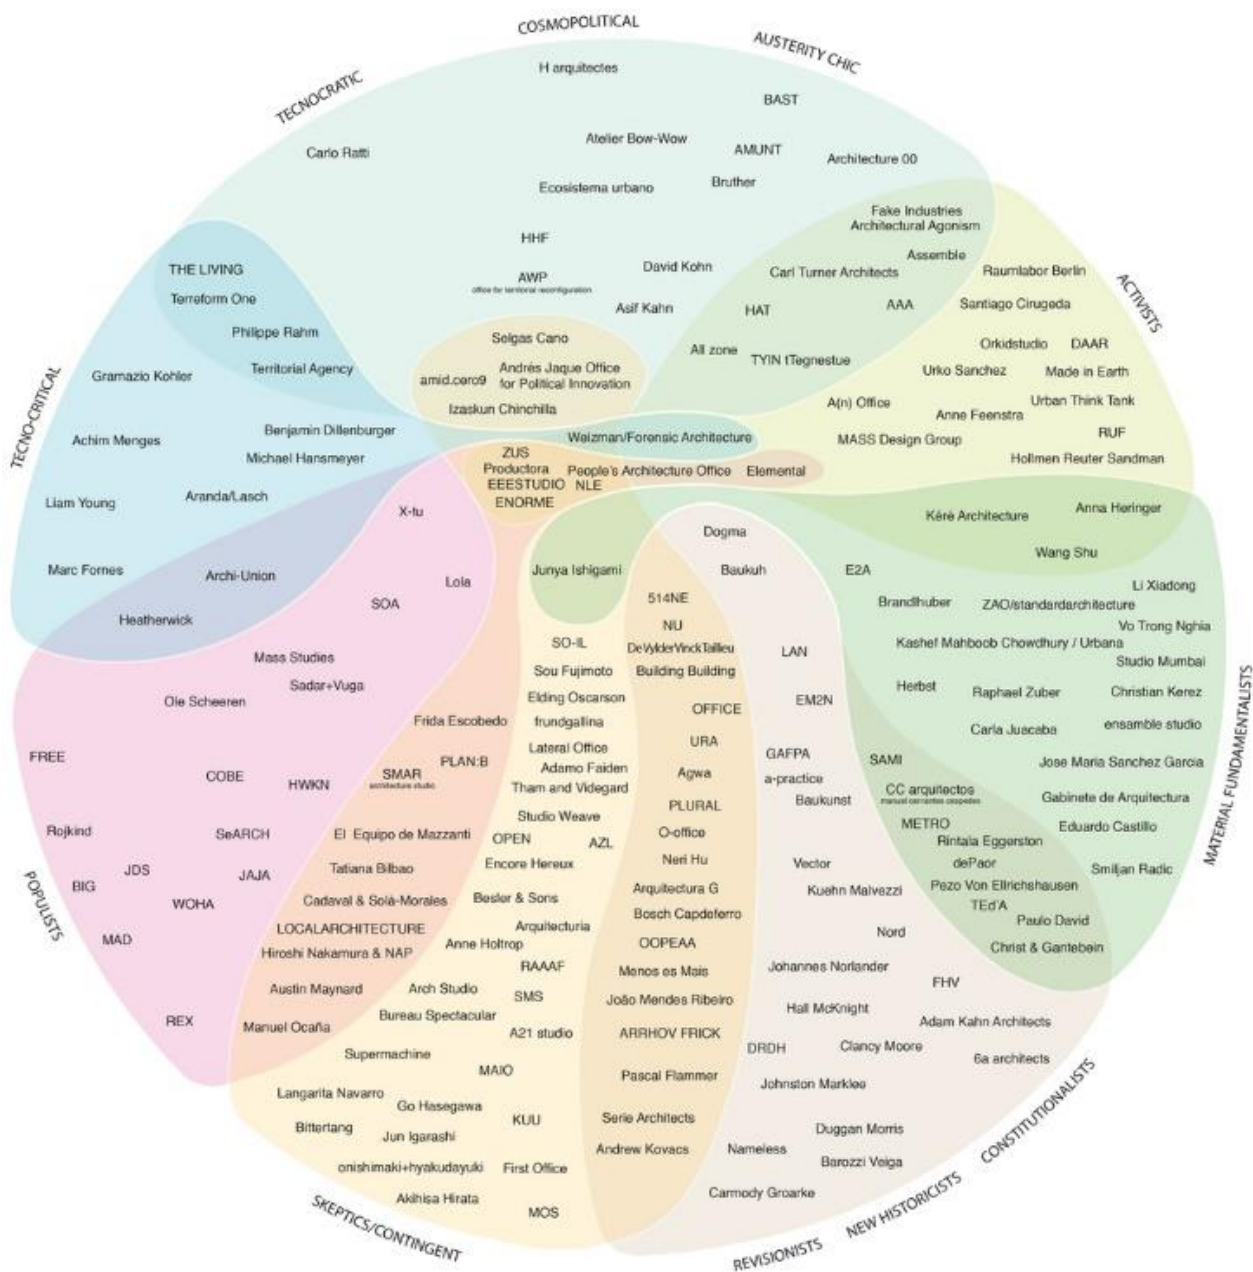 COSMOPOLITICAL
AUSTERITY CHIC
TECNOCRATIC
H arquitectes
BAST
Carlo Ratti
Atelier Bow-Wow
AMUNT
Architecture 00
Ecosistema urbano
Bruther
Fake Industries
Architectural Agonism
HHF
Assemble
THE LIVING
David Kohn
Carl Turner Architects
Raumlabor Berlin
AWP
office for territorial reconfiguration
ACTIVISTS
Terreform One
Asif Kahn
HAT
AAA
Santiago Cirugeda
Philippe Rahm
Selgas Cano
All zone
TYIN tTegnestue
Orkidstudio
DAAR
Gramazio Kohler
Territorial Agency
amid.cero9
Andrés Jaque Office
for Political Innovation
Urko Sanchez
Made in Earth
Izaskun Chinchilla
A(n) Office
Anne Feenstra
Urban Think Tank
TECNO-CRITICAL
Achim Menges
Benjamin Dillenburger
Weizman/Forensic Architecture
MASS Design Group
RUF
Michael Hansmeyer
ZUS
Hollmen Reuter Sandman
Productora
People's Architecture Office
Elemental
EEESTUDIO
NLE
ENORME
Liam Young
Aranda/Lasch
X-tu
Kéré Architecture
Anna Heringer
Dogma
Wang Shu
Marc Fornes
Archi-Union
Lola
Junya Ishigami
Baukuh
E2A
Li Xiadong
Heatherwick
SOA
514NE
Brandlhuber
ZAO/standardarchitecture
NU
Vo Trong Nghia
Mass Studies
SO-IL
DeVylderVinckTaillieu
LAN
Kashef Mahboob Chowdhury / Urbana
Sadar+Vuga
Sou Fujimoto
Building Building
Studio Mumbai
Ole Scheeren
Elding Oscarson
EM2N
Herbst
Raphael Zuber
Christian Kerez
Frida Escobedo
frundgallina
OFFICE
Carla Juacaba
ensamble studio
FREE
Lateral Office
URA
GAFPA
SAMI
Jose Maria Sanchez Garcia
MATERIAL FUNDAMENTALISTS
COBE
HWKN
SMAR
architecture studio
PLAN:B
Adamo Faiden
Agwa
a-practice
CC arquitectos
manuel cervantes cespedes
Gabinete de Arquitectura
Tham and Videgard
Baukunst
Rojkind
SeARCH
El Equipo de Mazzanti
Studio Weave
PLURAL
METRO
Eduardo Castillo
OPEN
AZL
O-office
Rintala Eggerston
JDS
JAJA
Tatiana Bilbao
Encore Hereux
Neri Hu
Vector
dePaor
Smiljan Radic
POPULISTS
BIG
WOHA
Cadaval & Solà-Morales
Besler & Sons
Arquitectura G
Kuehn Malvezzi
Pezo Von Ellrichshausen
TEd'A
MAD
LOCALARCHITECTURE
Arquitecturia
Bosch Capdeferro
Nord
Paulo David
Hiroshi Nakamura & NAP
Anne Holtrop
OOPEAA
Christ & Gantebein
RAAAF
Menos es Mais
Johannes Norlander
Austin Maynard
Arch Studio
SMS
João Mendes Ribeiro
Hall McKnight
FHV
REX
Manuel Ocaña
Bureau Spectacular
A21 studio
ARRHOV FRICK
Adam Kahn Architects
Supermachine
DRDH
Clancy Moore
6a architects
MAIO
Pascal Flammer
Johnston Marklee
Langarita Navarro
Go Hasegawa
KUU
Serie Architects
Bittertang
Jun Igarashi
Duggan Morris
Andrew Kovacs
Nameless
CONSTITUTIONALISTS
onishimaki+hyakudayuki
First Office
Barozzi Veiga
Akihisa Hirata
MOS
Carmody Groarke
NEW HISTORICISTS
SKEPTICS/CONTINGENT
REVISIONISTS